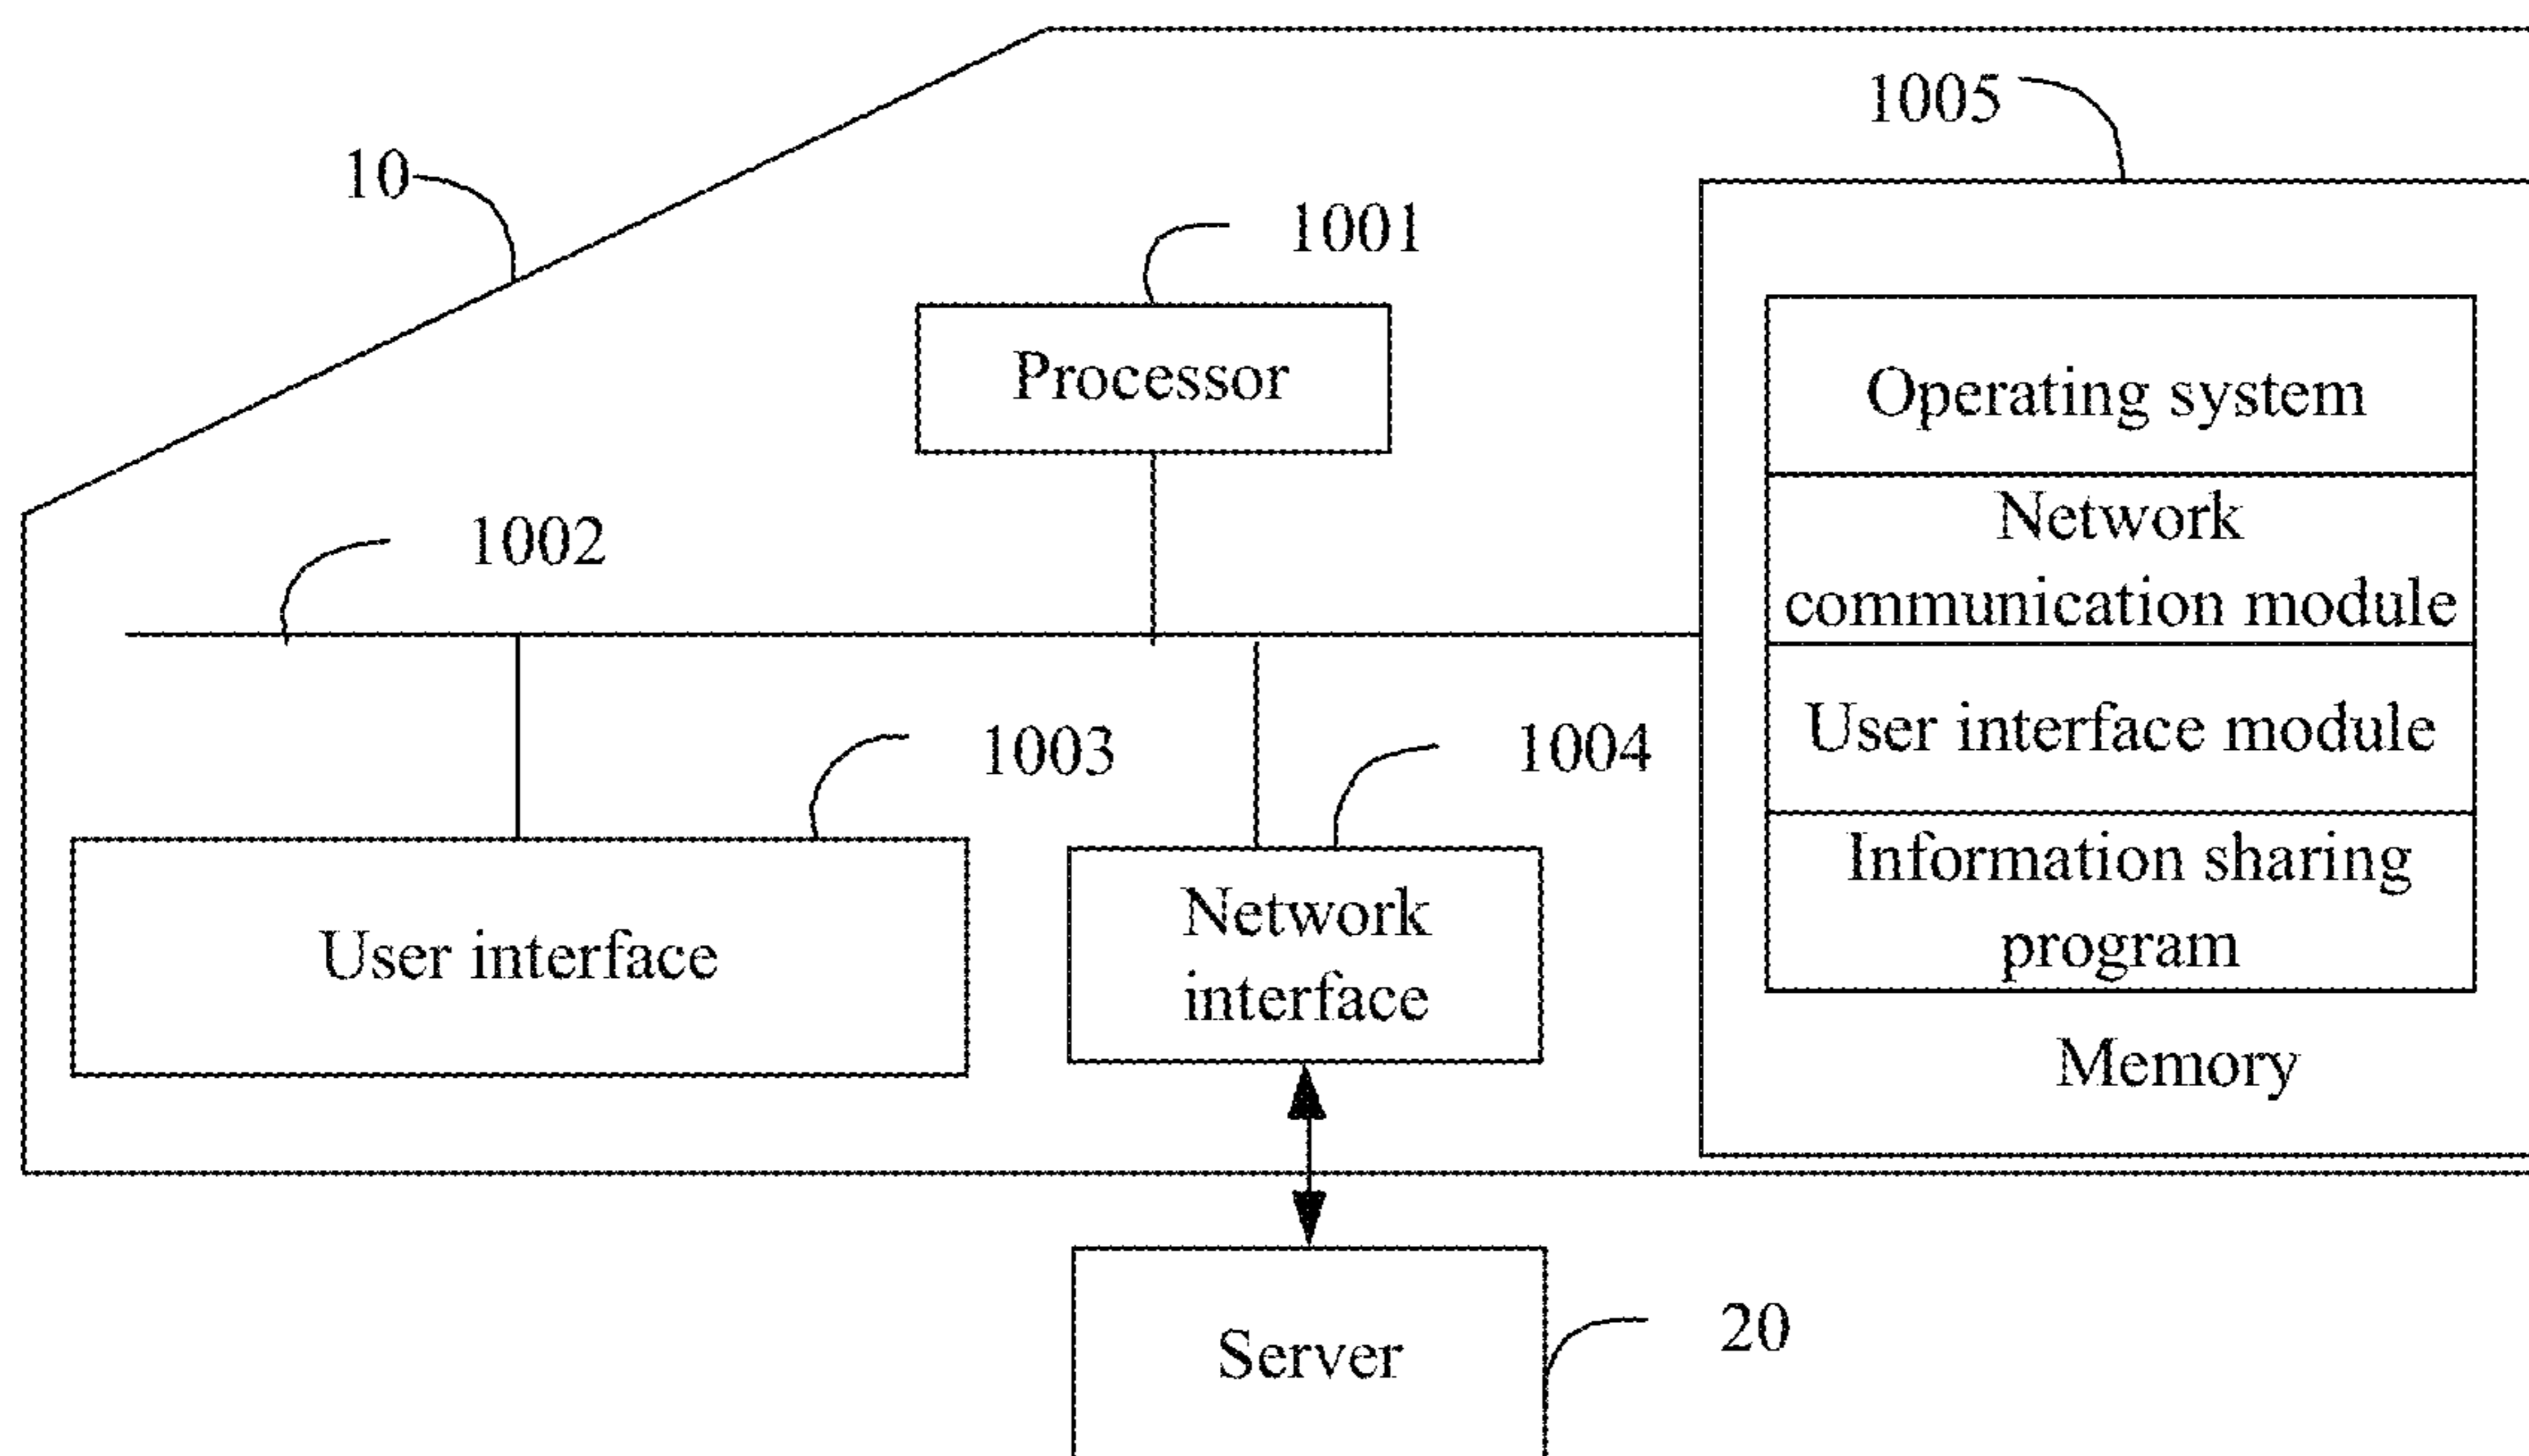 1005
10
1001
Processor
Operating system
Network
communication module
1002
User interface module
1003
1004
Information sharing
program
User interface
Network
interface
Memory
Server
20